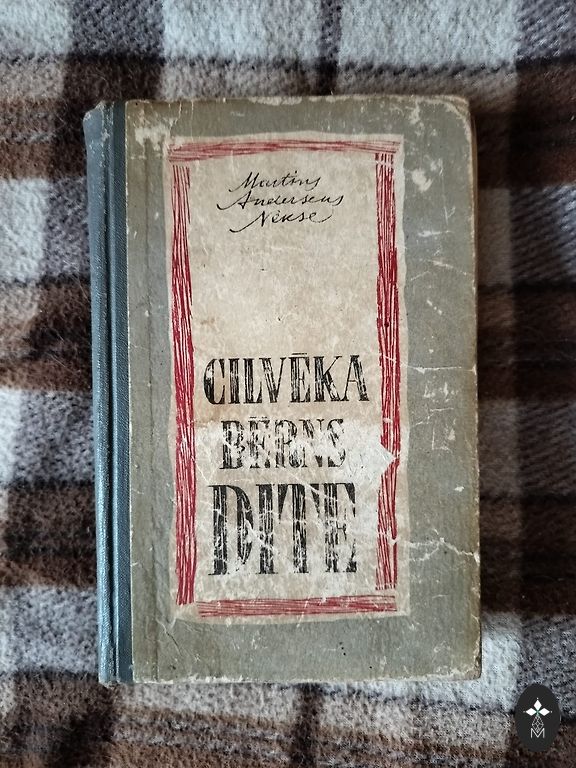 Martins
Andersens
Nekse
CILVĒKA
BĒRNS
DITE
M